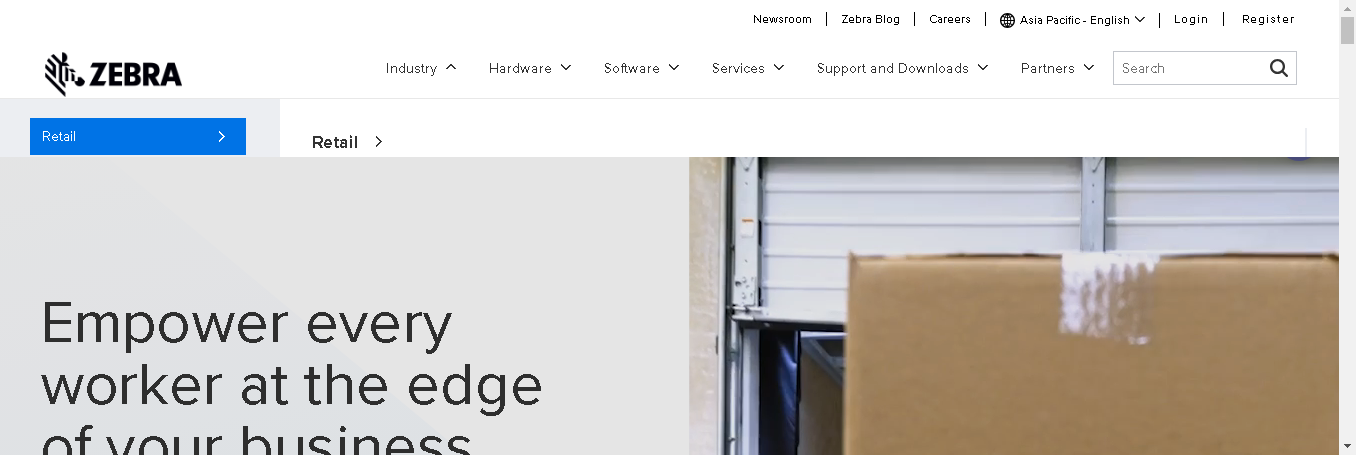 Newsroom
Zebra Blog
Careers
Asia Pacific - English
Login
Register
ZEBRA
Industry
Hardware
Software
Services
Support and Downloads
Partners
Search
Retail
Retail
Empower every
worker at the edge
of your business